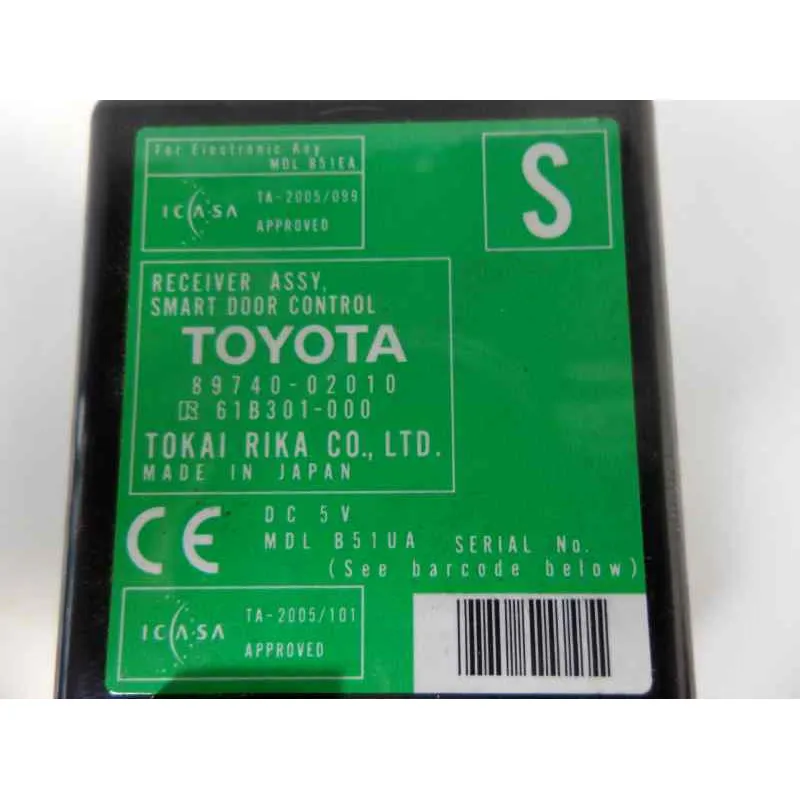 For Electronic Key
MDL B51EA
ICASA
TA-2005/099
APPROVED
S
RECEIVER ASSY,
SMART DOOR CONTROL
TOYOTA
89740-02010
R 61B301-000
TOKAI RIKA CO., LTD.
MADE IN JAPAN
CE
DC 5V
MDL B51UA
SERIAL No.
(See barcode below)
ICASA
TA-2005/101
APPROVED